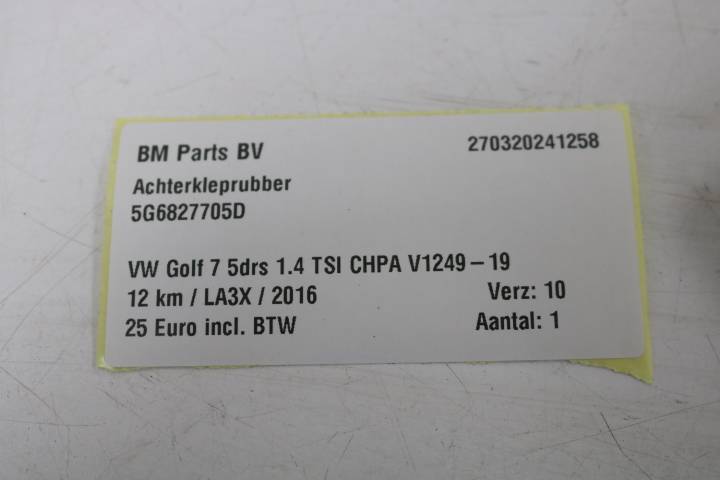 BM Parts BV 270320241258
Achterkleprubber
5G6827705D
VW Golf 7 5drs 1.4 TSI CHPA V1249-19
12 km / LA3X / 2016 Verz: 10
25 Euro incl. BTW Aantal: 1